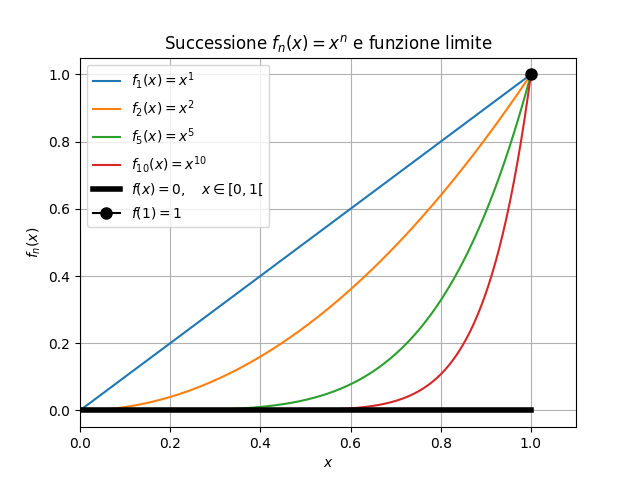 Successione $f_n(x) = x^n$ e funzione limite
$f_n(x)$
1.0
0.8
0.6
0.4
0.2
0.0
$f_1(x) = x^1$
$f_2(x) = x^2$
$f_5(x) = x^5$
$f_{10}(x) = x^{10}$
$f(x) = 0, \quad x \in [0, 1[$
$f(1) = 1$
0.0 0.2 0.4 0.6 0.8 1.0
$x$